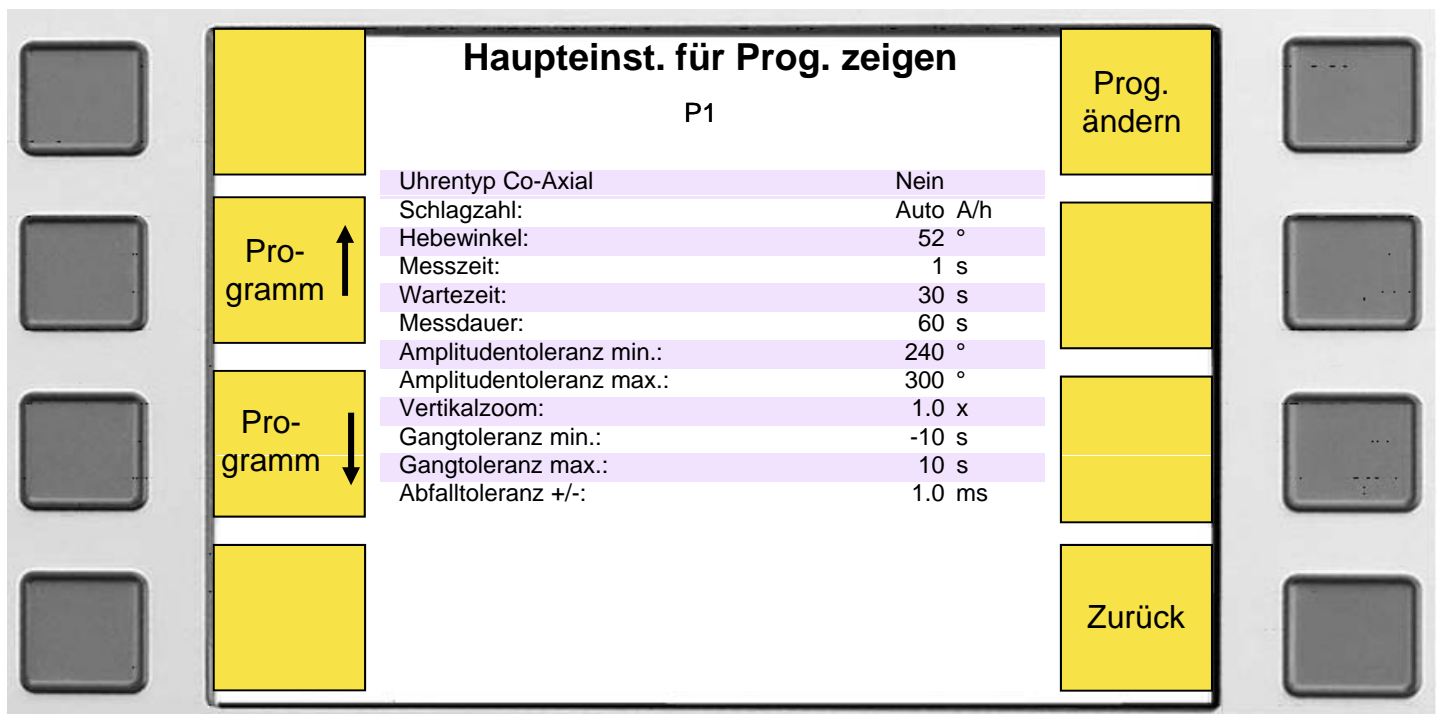 Haupteinst. für Prog. zeigen
P1
Prog.
ändern
Uhrentyp Co-Axial Nein
Schlagzahl: Auto A/h
Hebewinkel: 52 °
Messzeit: 1 s
Wartezeit: 30 s
Messdauer: 60 s
Amplitudentoleranz min.: 240 °
Amplitudentoleranz max.: 300 °
Vertikalzoom: 1.0 x
Gangtoleranz min.: -10 s
Gangtoleranz max.: 10 s
Abfalltoleranz +/-: 1.0 ms
Pro-
gramm
Pro-
gramm
Zurück